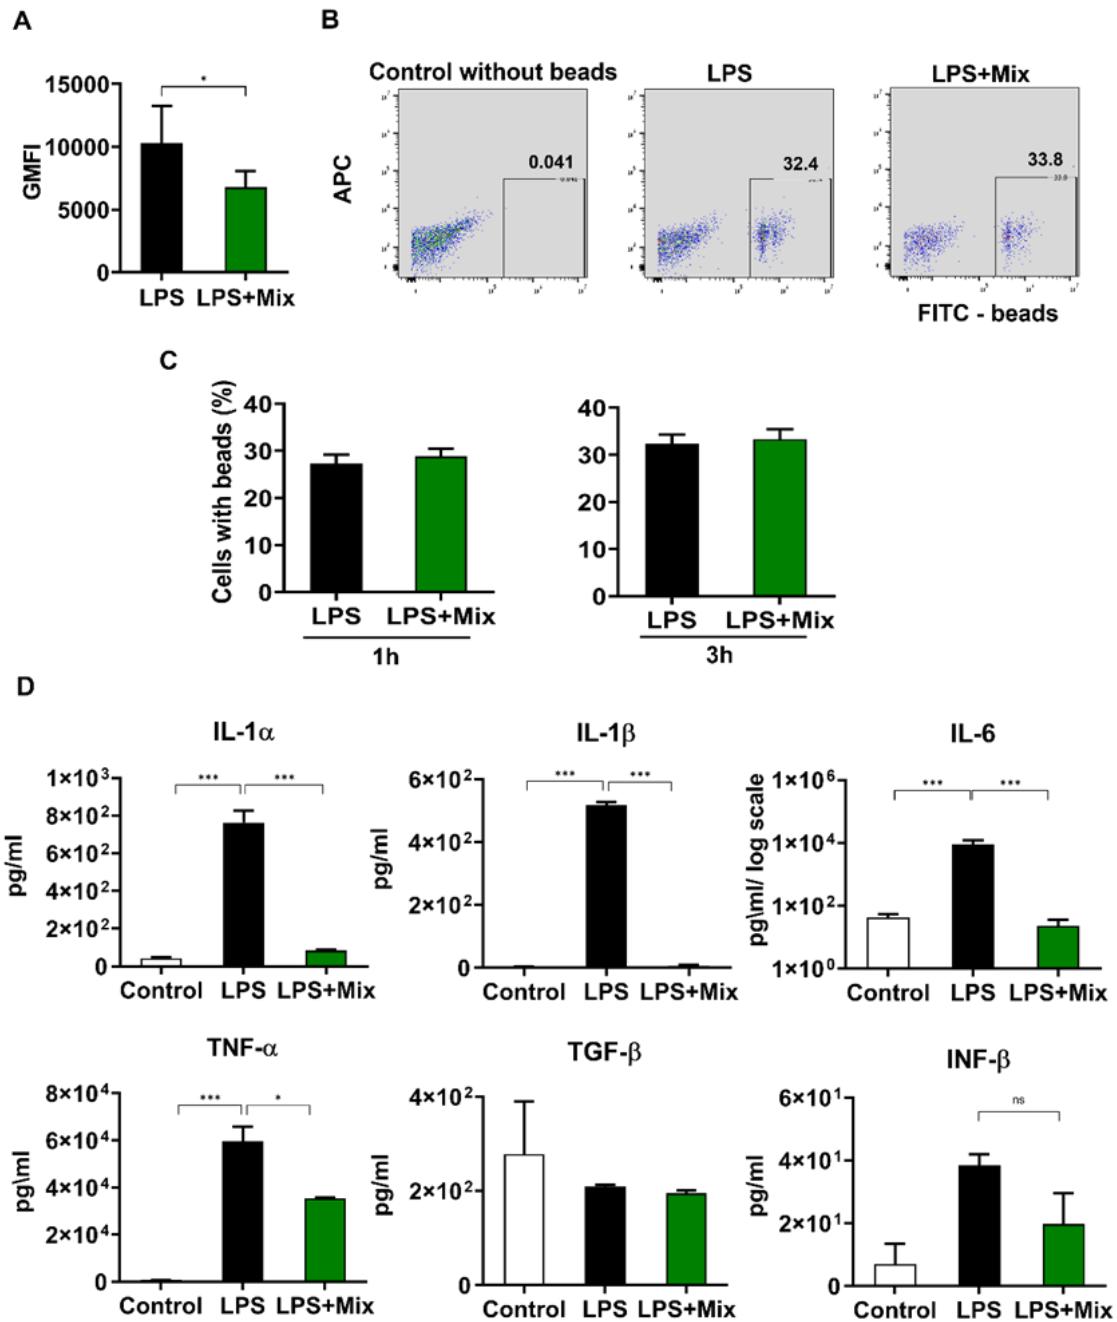 A
B
15000
*
10000
GMFI
5000
0
LPS LPS+Mix
Control without beads LPS LPS+Mix
APC
0.041
32.4
33.8
FITC - beads
C
Cells with beads (%)
40 40
30 30
20 20
10 10
0 0
LPS LPS+Mix LPS LPS+Mix
1h 3h
D
IL-1α IL-1β IL-6
pg/ml
1×10³
8×10²
6×10²
4×10²
2×10²
0
*** ***
Control LPS LPS+Mix
pg/ml
6×10²
4×10²
2×10²
0
*** ***
Control LPS LPS+Mix
pg\ml/ log scale
1×10⁶
1×10⁴
1×10²
1×10⁰
*** ***
Control LPS LPS+Mix
TNF-α TGF-β INF-β
pg\ml
8×10⁴
6×10⁴
4×10⁴
2×10⁴
0
*** *
Control LPS LPS+Mix
pg/ml
4×10²
2×10²
0
Control LPS LPS+Mix
pg/ml
6×10¹
4×10¹
2×10¹
0
ns
Control LPS LPS+Mix